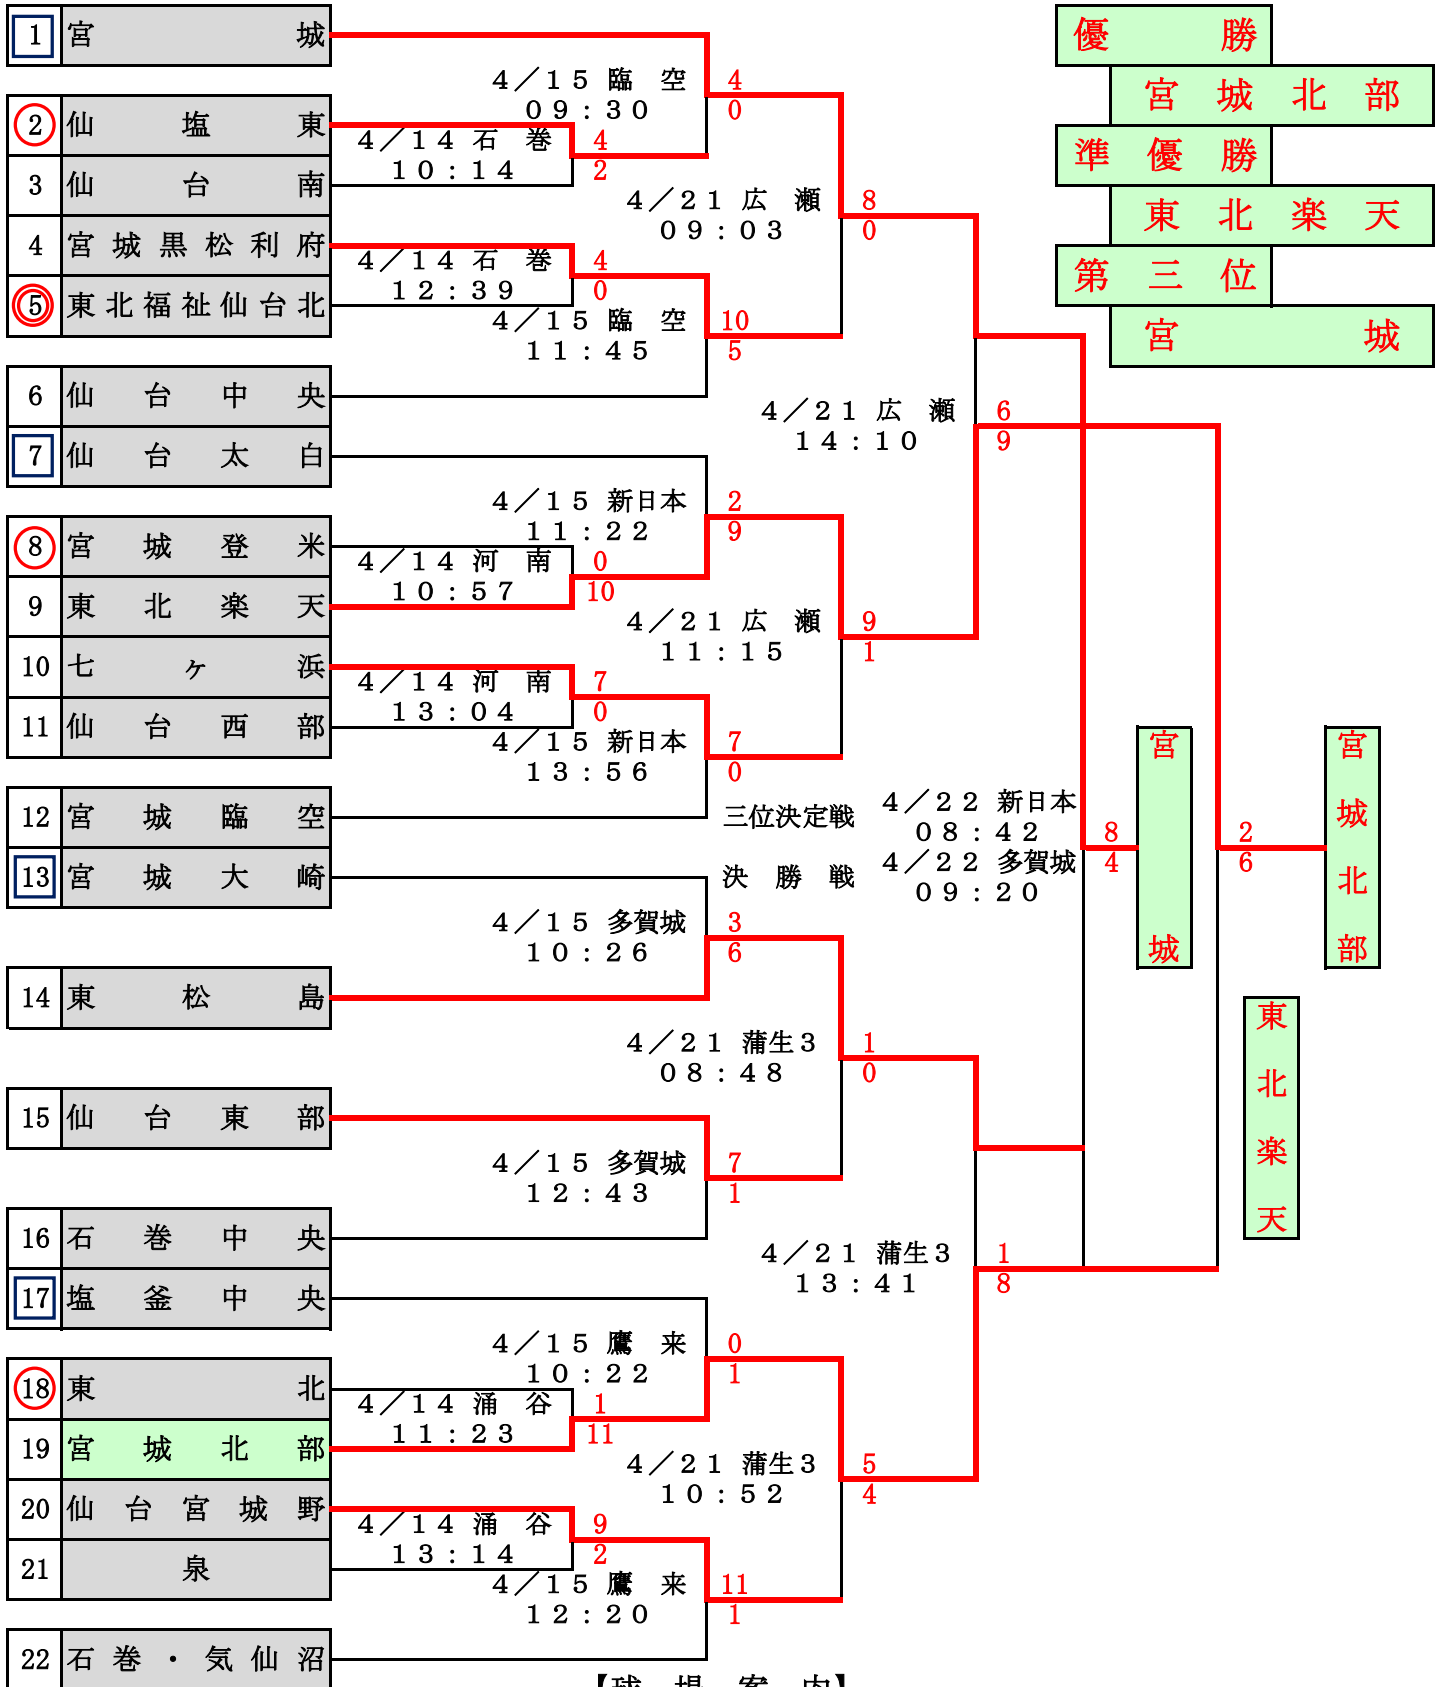 1 宮城
2 仙塩東
3 仙台南
4 宮城黒松利府
5 東北福祉仙台北
6 仙台中央
7 仙台太白
8 宮城登米
9 東北楽天
10 七ヶ浜
11 仙台西部
12 宮城臨空
13 宮城大崎
14 東松島
15 仙台東部
16 石巻中央
17 塩釜中央
18 東北
19 宮城北部
20 仙台宮城野
21 泉
22 石巻・気仙沼
4/14 石巻
10:14
4
2
4/14 石巻
12:39
4
0
4/14 河南
10:57
0
10
4/14 河南
13:04
7
0
4/14 涌谷
11:23
1
11
4/14 涌谷
13:14
9
2
4/15 臨空
09:30
4
0
4/15 臨空
11:45
10
5
4/15 新日本
11:22
2
9
4/15 新日本
13:56
7
0
4/15 多賀城
10:26
3
6
4/15 多賀城
12:43
7
1
4/15 鷹来
10:22
0
1
4/15 鷹来
12:20
11
1
4/21 広瀬
09:03
8
0
4/21 広瀬
11:15
9
1
4/21 蒲生3
08:48
1
0
4/21 蒲生3
10:52
5
4
4/21 広瀬
14:10
6
9
4/21 蒲生3
13:41
1
8
三位決定戦 4/22 新日本
08:42
決勝戦 4/22 多賀城
09:20
8
4
宮城
2
6
宮城北部
東北楽天
優勝
宮城北部
準優勝
東北楽天
第三位
宮城
【球場案内】